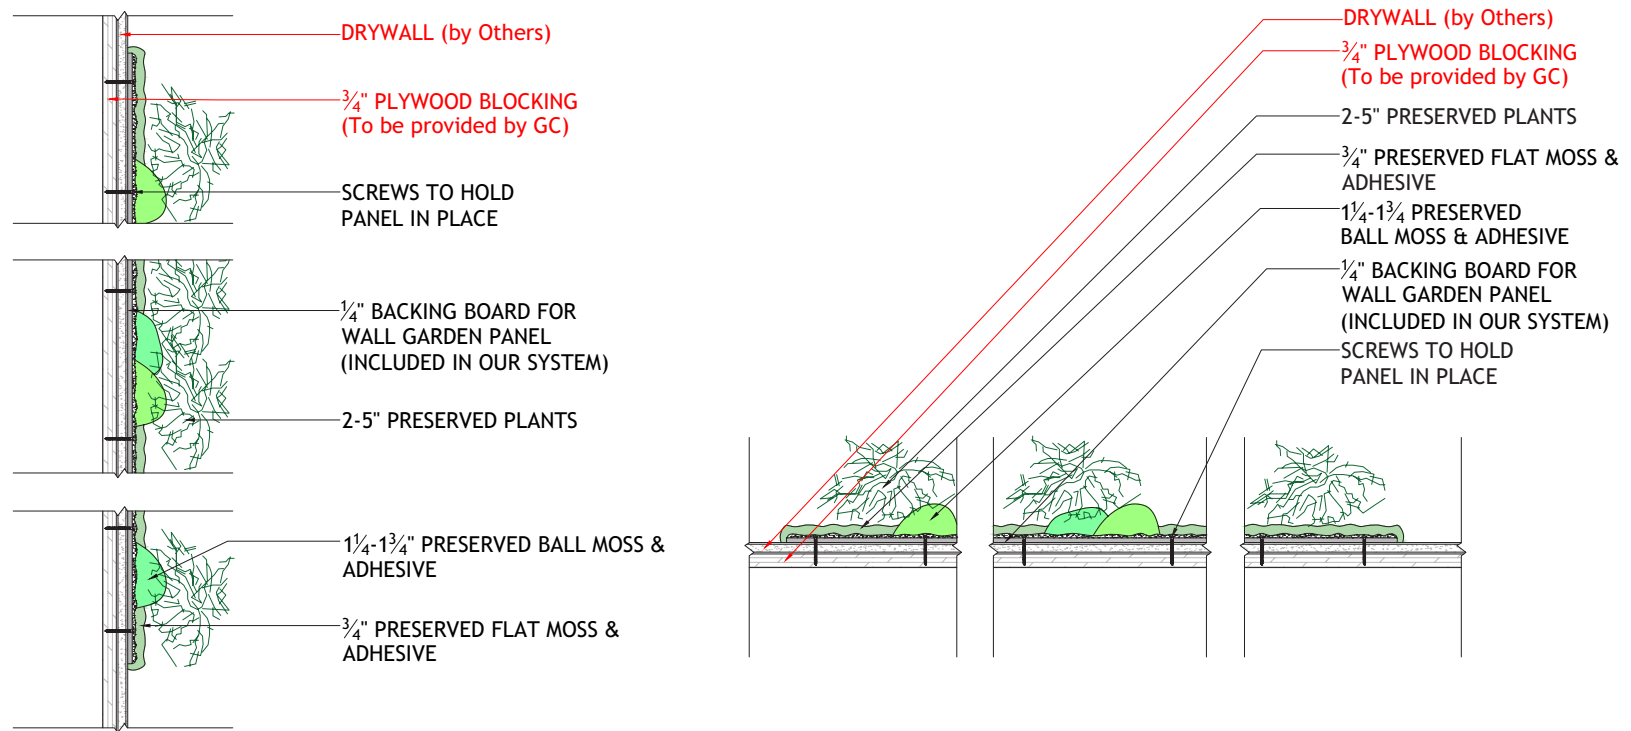 DRYWALL (by Others)
¾" PLYWOOD BLOCKING
(To be provided by GC)
SCREWS TO HOLD
PANEL IN PLACE
¼" BACKING BOARD FOR
WALL GARDEN PANEL
(INCLUDED IN OUR SYSTEM)
2-5" PRESERVED PLANTS
1¼-1¾" PRESERVED BALL MOSS &
ADHESIVE
¾" PRESERVED FLAT MOSS &
ADHESIVE
DRYWALL (by Others)
¾" PLYWOOD BLOCKING
(To be provided by GC)
2-5" PRESERVED PLANTS
¾" PRESERVED FLAT MOSS &
ADHESIVE
1¼-1¾ PRESERVED
BALL MOSS & ADHESIVE
¼" BACKING BOARD FOR
WALL GARDEN PANEL
(INCLUDED IN OUR SYSTEM)
SCREWS TO HOLD
PANEL IN PLACE